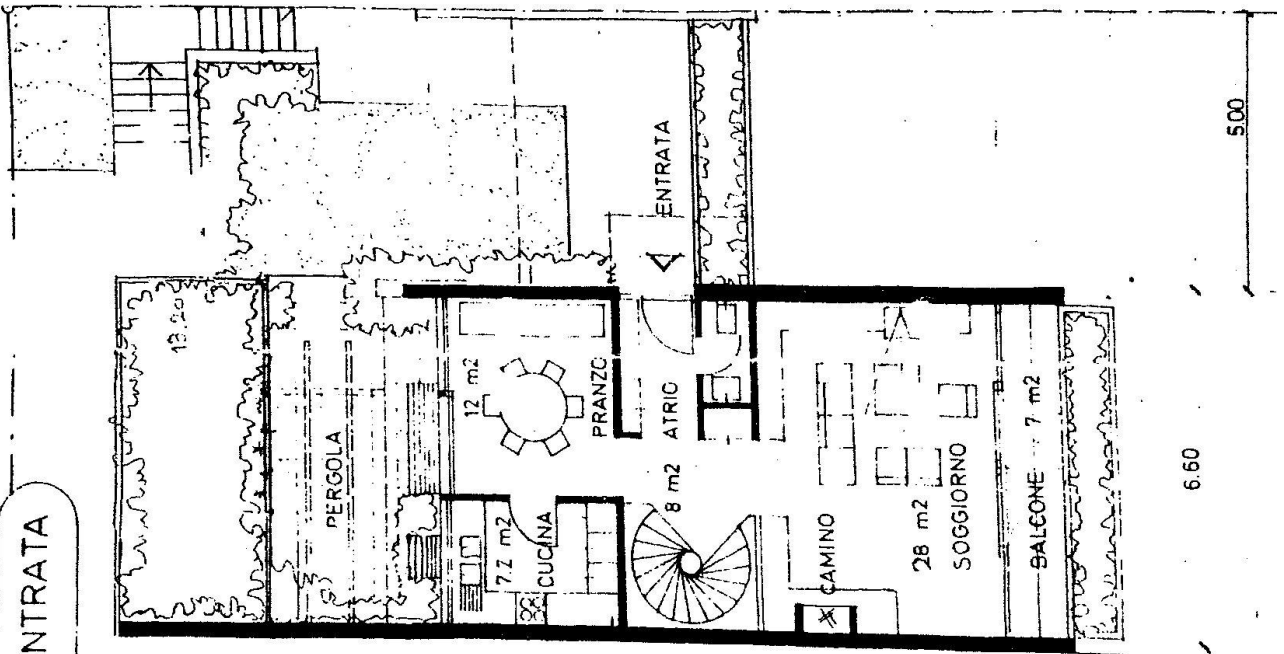 NTRATA
13.20
PERGOLA
12 m2
PRANZO
7.2 m2
CUCINA
ENTRATA
ATRIO
8 m2
CAMINO
28 m2
SOGGIORNO
BALCONE 7 m2
5.00
6.60